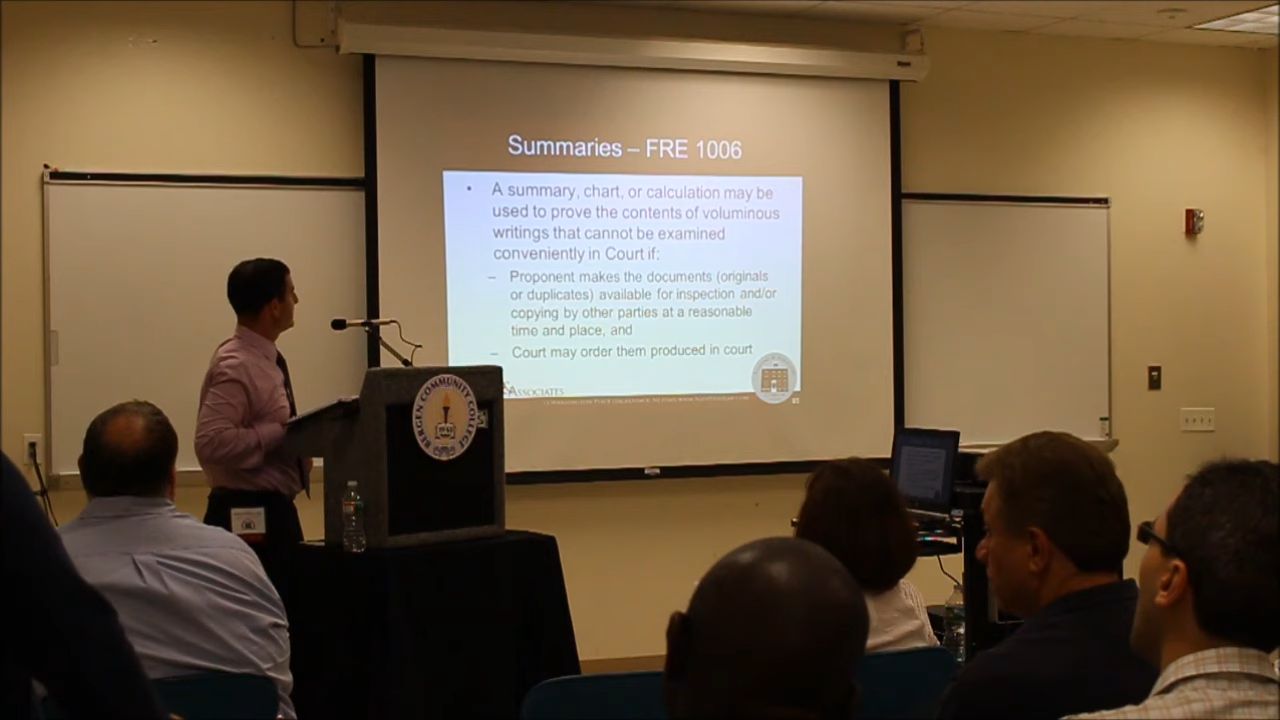 Summaries – FRE 1006
• A summary, chart, or calculation may be
used to prove the contents of voluminous
writings that cannot be examined
conveniently in Court if:
– Proponent makes the documents (originals
or duplicates) available for inspection and/or
copying by other parties at a reasonable
time and place, and
– Court may order them produced in court
& ASSOCIATES
BERGEN COMMUNITY COLLEGE